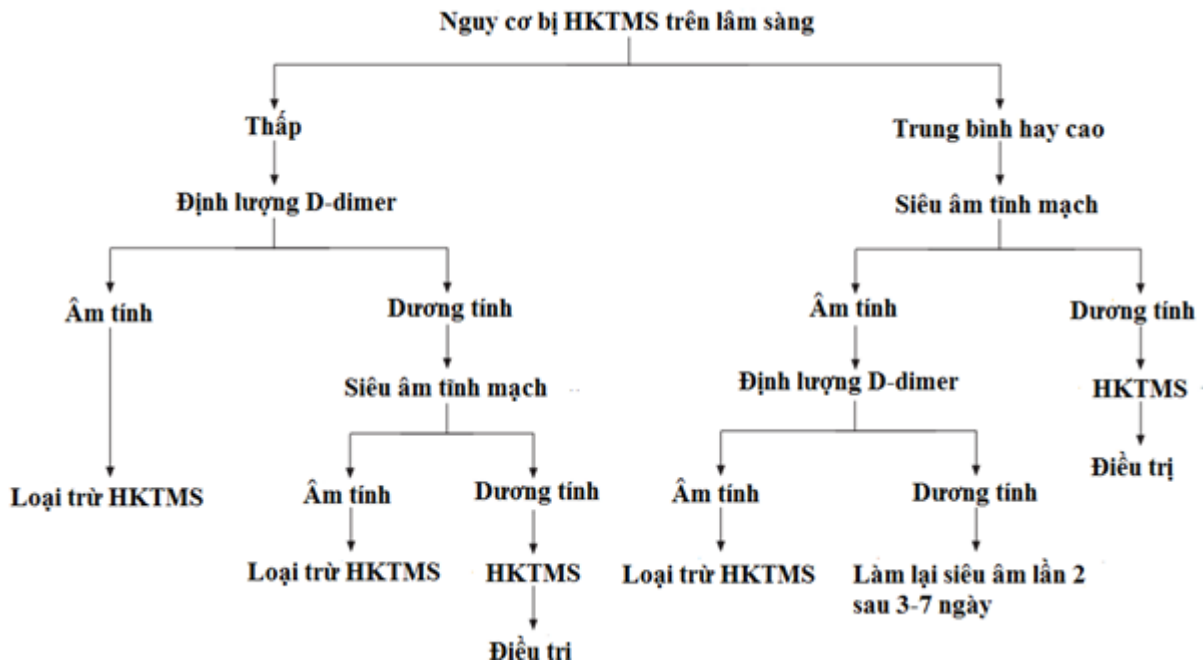 Nguy cơ bị HKTMS trên lâm sàng
Thấp
Trung bình hay cao
Định lượng D-dimer
Siêu âm tĩnh mạch
Âm tính
Dương tính
Âm tính
Dương tính
Siêu âm tĩnh mạch
Định lượng D-dimer
HKTMS
Điều trị
Loại trừ HKTMS
Âm tính
Dương tính
Âm tính
Dương tính
Loại trừ HKTMS
HKTMS
Loại trừ HKTMS
Làm lại siêu âm lần 2
sau 3-7 ngày
Điều trị